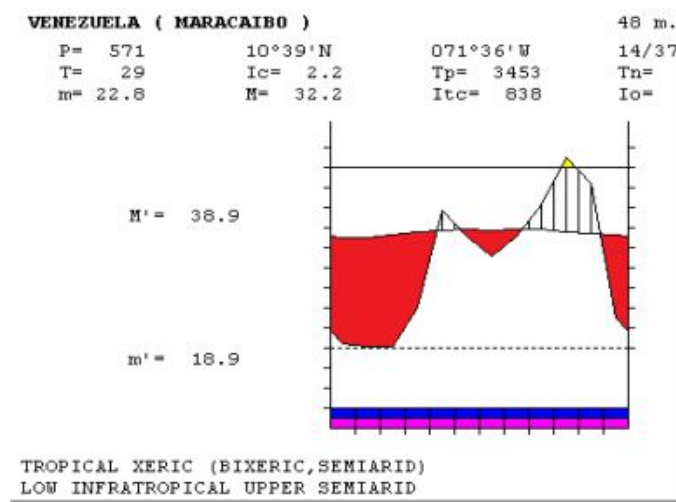 VENEZUELA ( MARACAIBO ) 48 m.
P= 571 10°39'N 071°36'W 14/37
T= 29 Ic= 2.2 Tp= 3453 Tn=
m= 22.8 M= 32.2 Itc= 838 Io=
M'= 38.9
m'= 18.9
TROPICAL XERIC (BIXERIC,SEMIARID)
LOW INFRATROPICAL UPPER SEMIARID